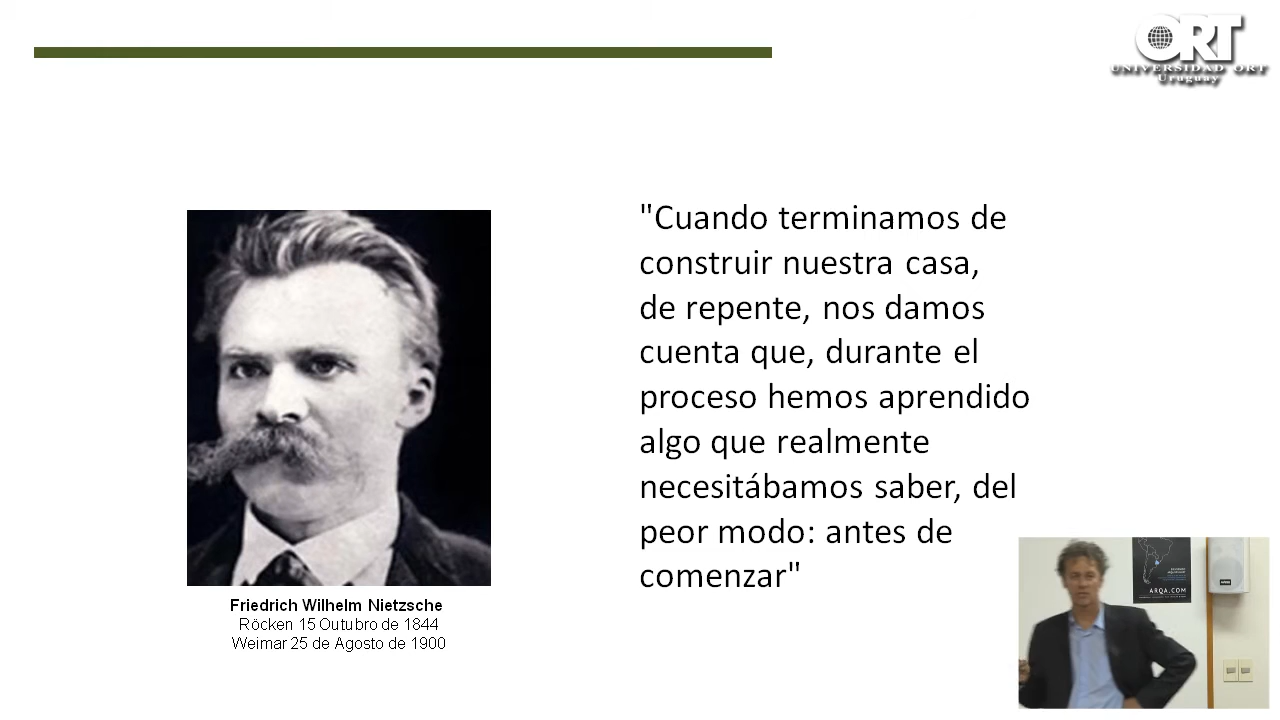 ORT
UNIVERSIDAD ORT
Uruguay
"Cuando terminamos de
construir nuestra casa,
de repente, nos damos
cuenta que, durante el
proceso hemos aprendido
algo que realmente
necesitábamos saber, del
peor modo: antes de
comenzar"
Friedrich Wilhelm Nietzsche
Röcken 15 Outubro de 1844
Weimar 25 de Agosto de 1900
ARQA.COM